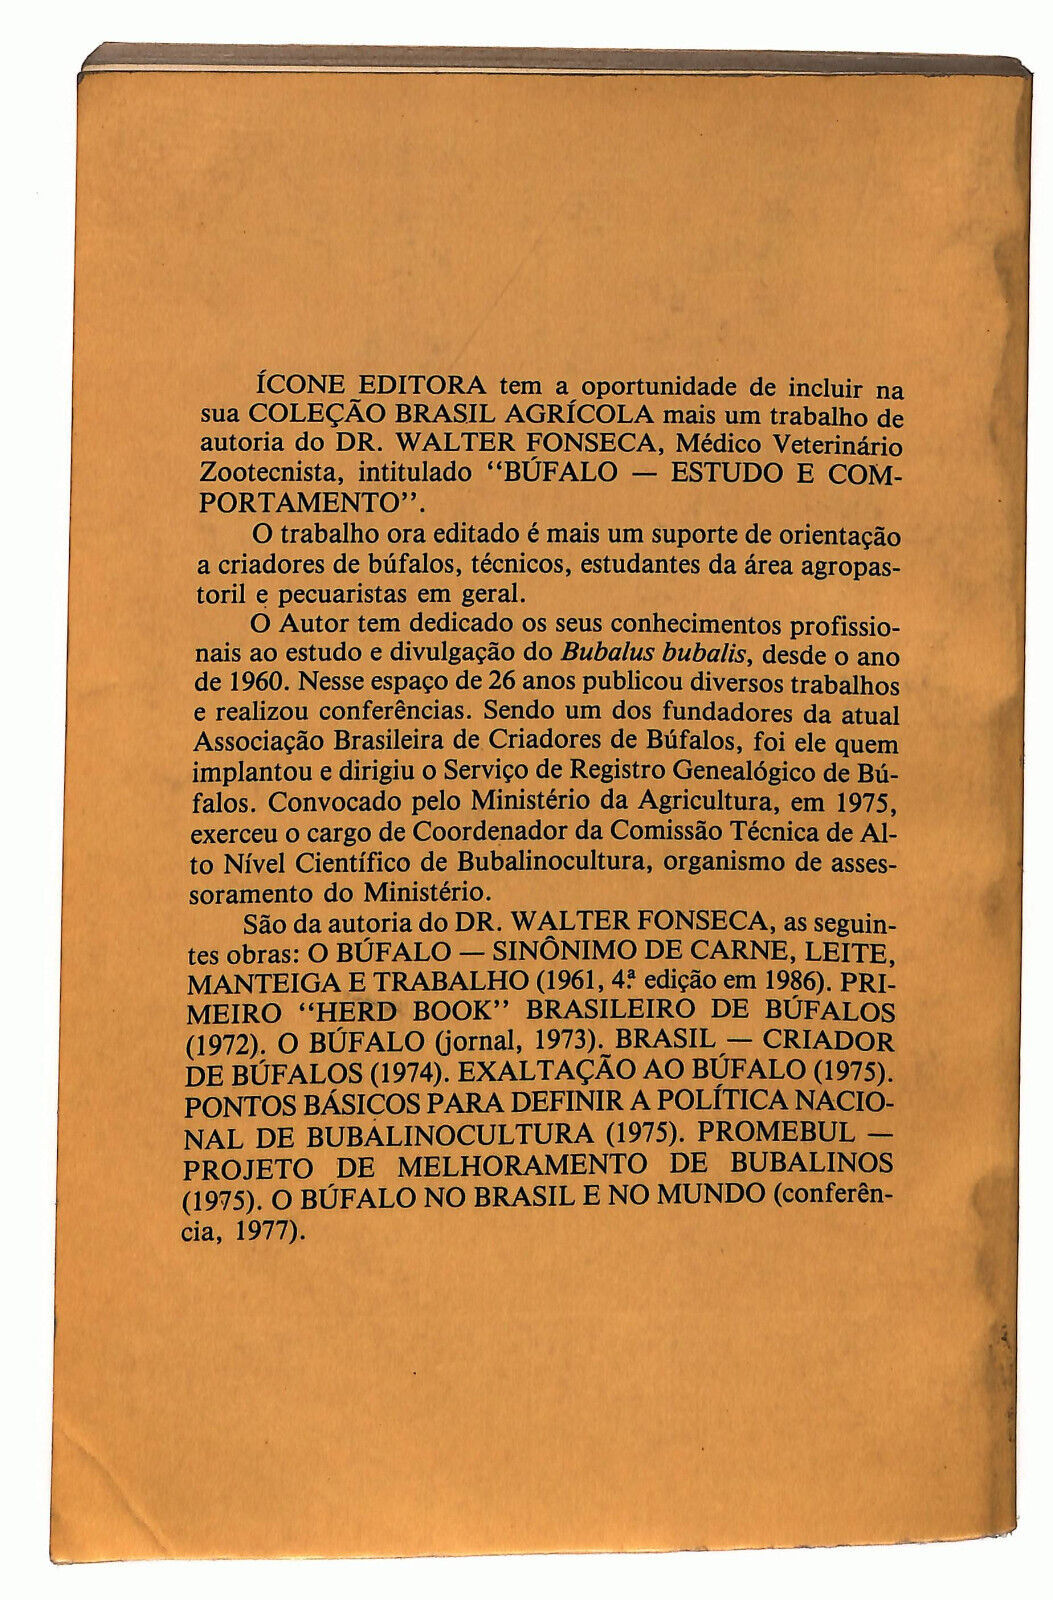 ÍCONE EDITORA tem a oportunidade de incluir na
sua COLEÇÃO BRASIL AGRÍCOLA mais um trabalho de
autoria do DR. WALTER FONSECA, Médico Veterinário
Zootecnista, intitulado “BÚFALO — ESTUDO E COM-
PORTAMENTO”.
O trabalho ora editado é mais um suporte de orientação
a criadores de búfalos, técnicos, estudantes da área agropas-
toril e pecuaristas em geral.
O Autor tem dedicado os seus conhecimentos profissio-
nais ao estudo e divulgação do Bubalus bubalis, desde o ano
de 1960. Nesse espaço de 26 anos publicou diversos trabalhos
e realizou conferências. Sendo um dos fundadores da atual
Associação Brasileira de Criadores de Búfalos, foi ele quem
implantou e dirigiu o Serviço de Registro Genealógico de Bú-
falos. Convocado pelo Ministério da Agricultura, em 1975,
exerceu o cargo de Coordenador da Comissão Técnica de Al-
to Nível Científico de Bubalinocultura, organismo de asses-
soramento do Ministério.
São da autoria do DR. WALTER FONSECA, as seguin-
tes obras: O BÚFALO — SINÔNIMO DE CARNE, LEITE,
MANTEIGA E TRABALHO (1961, 4ª edição em 1986). PRI-
MEIRO “HERD BOOK” BRASILEIRO DE BÚFALOS
(1972). O BÚFALO (jornal, 1973). BRASIL — CRIADOR
DE BÚFALOS (1974). EXALTAÇÃO AO BÚFALO (1975).
PONTOS BÁSICOS PARA DEFINIR A POLÍTICA NACIO-
NAL DE BUBALINOCULTURA (1975). PROMEBUL —
PROJETO DE MELHORAMENTO DE BUBALINOS
(1975). O BÚFALO NO BRASIL E NO MUNDO (conferên-
cia, 1977).